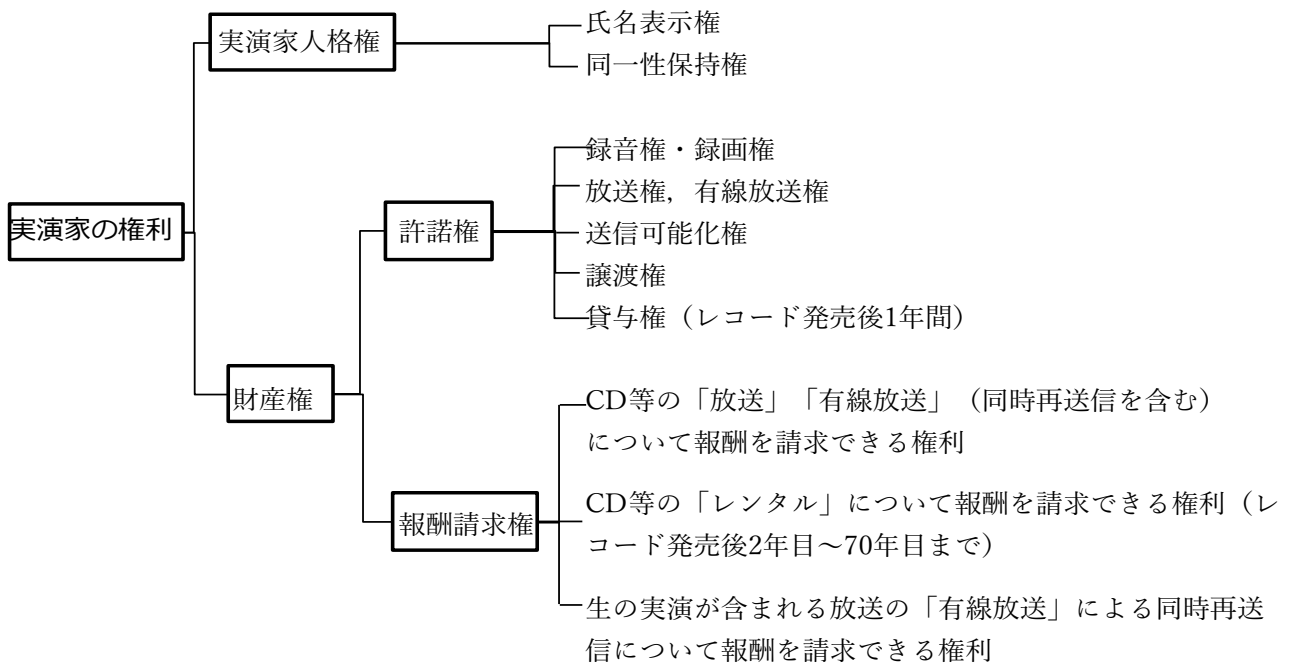 実演家の権利
実演家人格権
氏名表示権
同一性保持権
財産権
許諾権
録音権・録画権
放送権，有線放送権
送信可能化権
譲渡権
貸与権（レコード発売後1年間）
報酬請求権
CD等の「放送」「有線放送」（同時再送信を含む）
について報酬を請求できる権利
CD等の「レンタル」について報酬を請求できる権利（レ
コード発売後2年目～70年目まで）
生の実演が含まれる放送の「有線放送」による同時再送
信について報酬を請求できる権利